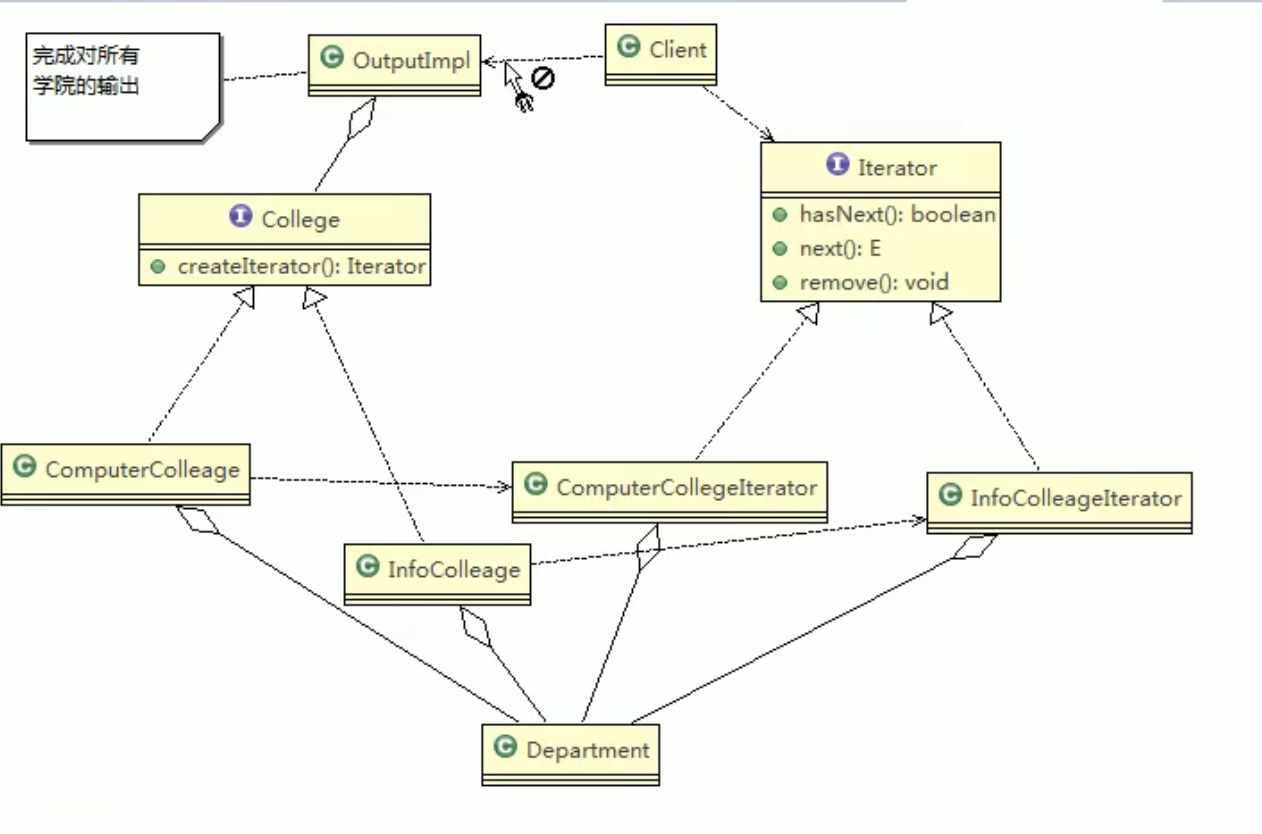 完成对所有
学院的输出
OutputImpl
Client
Iterator
hasNext(): boolean
next(): E
remove(): void
College
createIterator(): Iterator
ComputerColleage
ComputerCollegeIterator
InfoColleageIterator
InfoColleage
Department